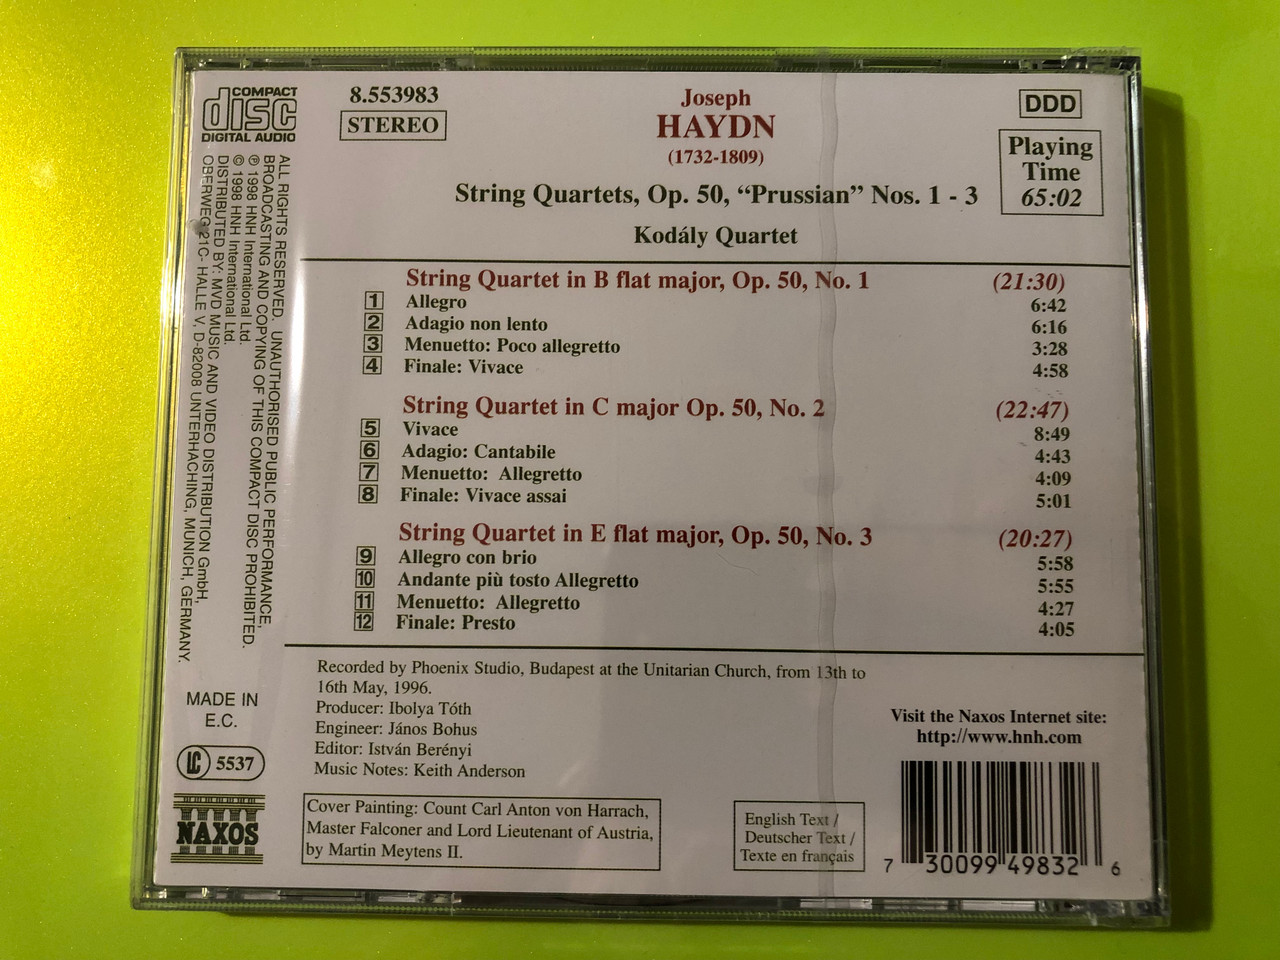 COMPACT
disc
DIGITAL AUDIO
8.553983
STEREO
Joseph
HAYDN
(1732-1809)
DDD
Playing
Time
65:02
String Quartets, Op. 50, “Prussian” Nos. 1 - 3
Kodály Quartet
String Quartet in B flat major, Op. 50, No. 1 (21:30)
1 Allegro 6:42
2 Adagio non lento 6:16
3 Menuetto: Poco allegretto 3:28
4 Finale: Vivace 4:58
String Quartet in C major Op. 50, No. 2 (22:47)
5 Vivace 8:49
6 Adagio: Cantabile 4:43
7 Menuetto: Allegretto 4:09
8 Finale: Vivace assai 5:01
String Quartet in E flat major, Op. 50, No. 3 (20:27)
9 Allegro con brio 5:58
10 Andante più tosto Allegretto 5:55
11 Menuetto: Allegretto 4:27
12 Finale: Presto 4:05
Recorded by Phoenix Studio, Budapest at the Unitarian Church, from 13th to
16th May, 1996.
Producer: Ibolya Tóth
Engineer: János Bohus
Editor: István Berényi
Music Notes: Keith Anderson
Cover Painting: Count Carl Anton von Harrach,
Master Falconer and Lord Lieutenant of Austria,
by Martin Meytens II.
English Text /
Deutscher Text /
Texte en français
Visit the Naxos Internet site:
http://www.hnh.com
7 30099 49832 6
ALL RIGHTS RESERVED. UNAUTHORISED PUBLIC PERFORMANCE,
BROADCASTING AND COPYING OF THIS COMPACT DISC PROHIBITED.
℗ 1998 HNH International Ltd.
© 1998 HNH International Ltd.
DISTRIBUTED BY: MVD MUSIC AND VIDEO DISTRIBUTION GmbH,
OBERWEG 21C- HALLE V, D-82008 UNTERHACHING, MUNICH, GERMANY.
MADE IN
E.C.
LC 5537
NAXOS